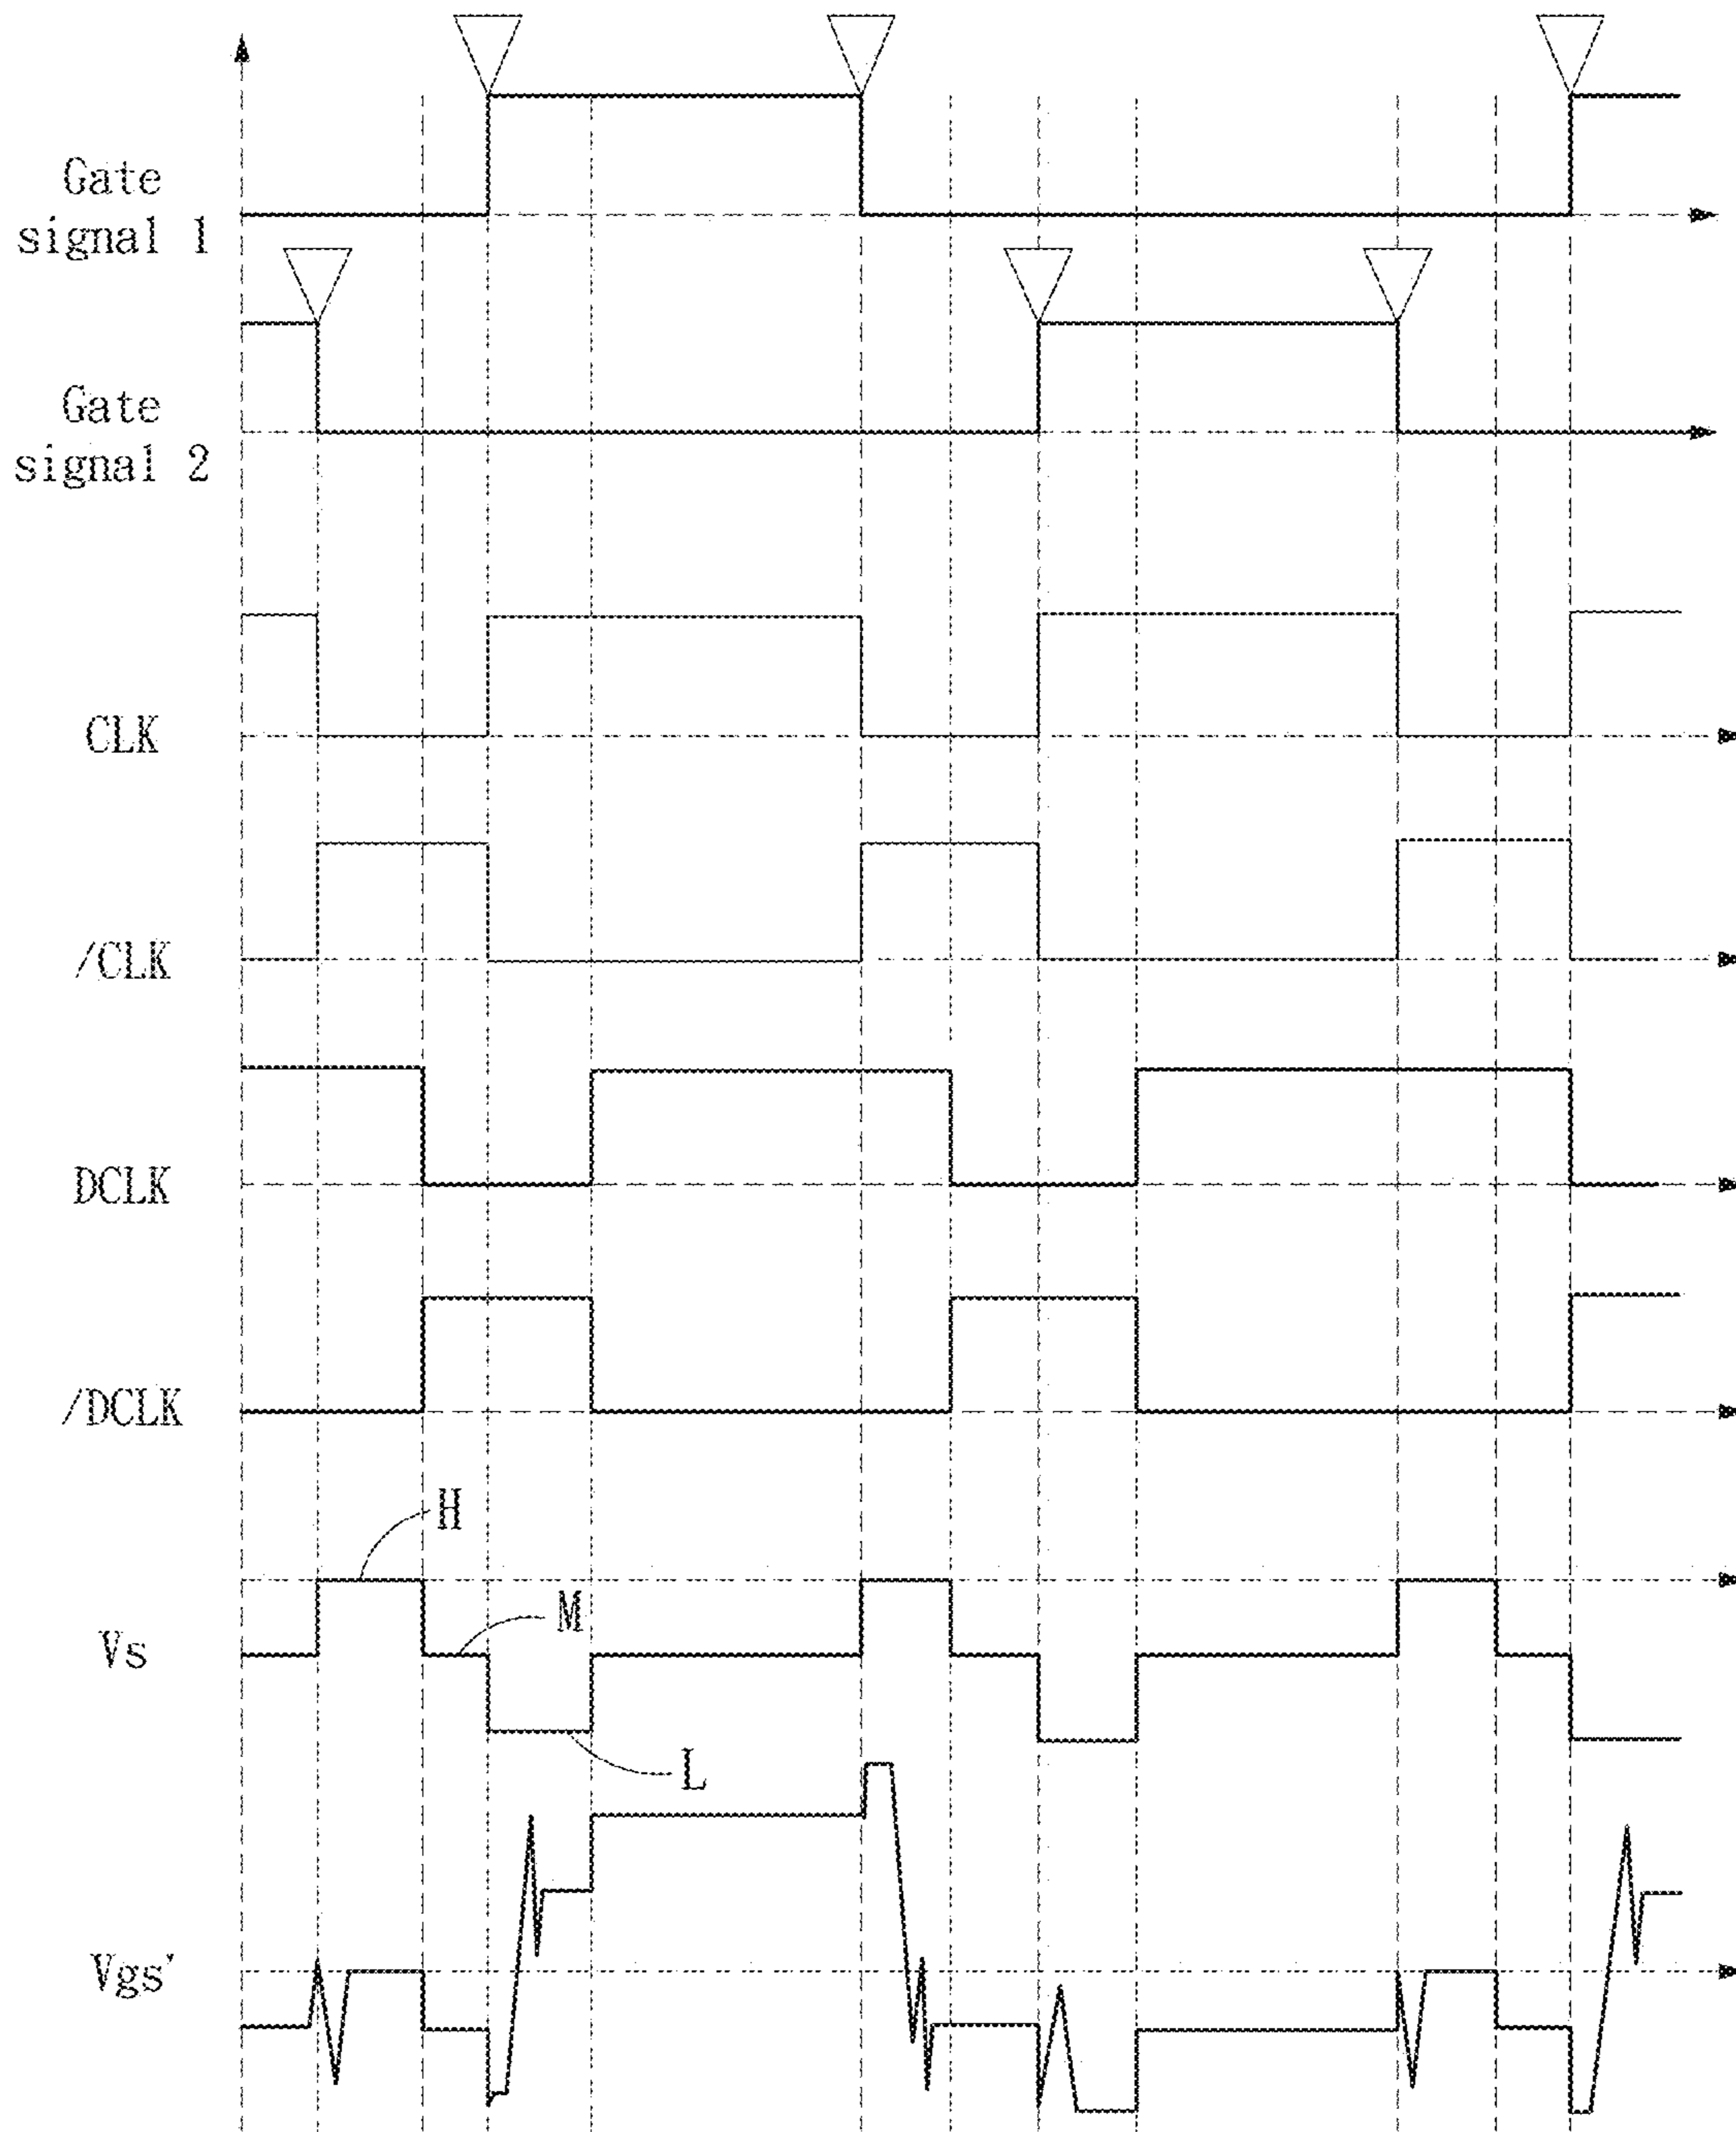 Gate
signal 1
Gate
signal 2
CLK
/CLK
DCLK
/DCLK
H
M
Vs
L
Vgs'